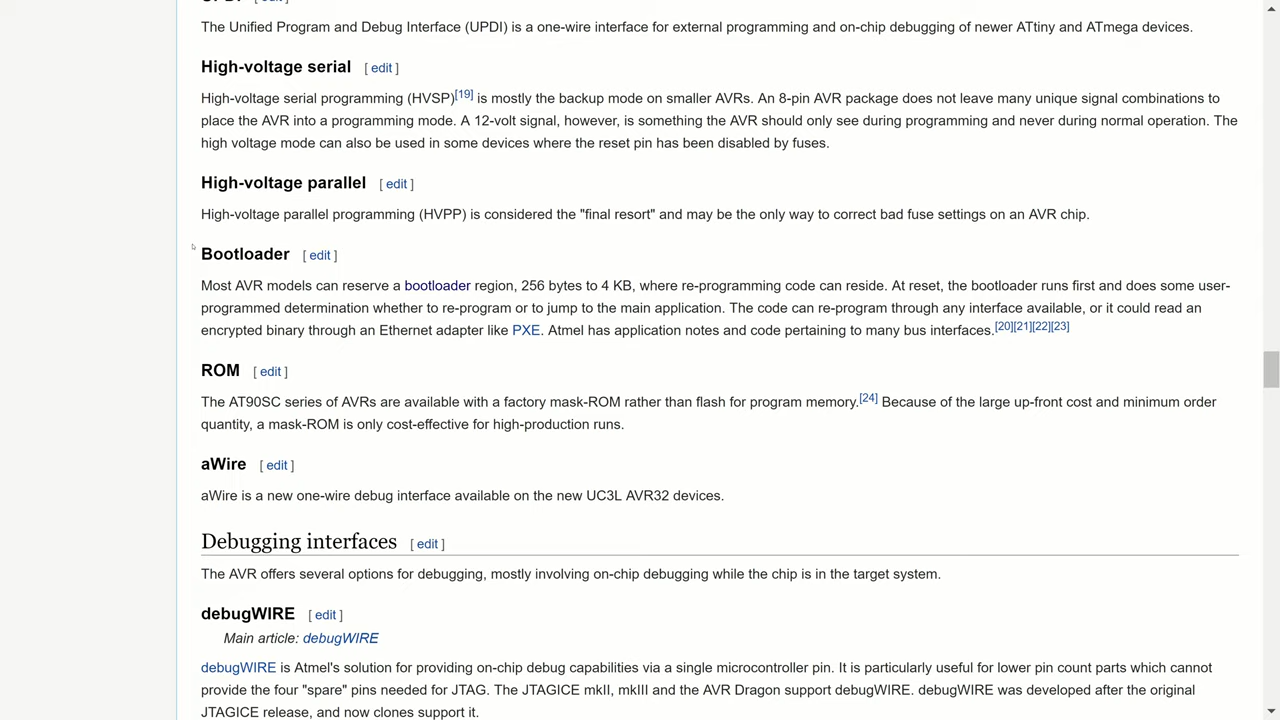 The Unified Program and Debug Interface (UPDI) is a one-wire interface for external programming and on-chip debugging of newer ATtiny and ATmega devices.
High-voltage serial [ edit ]
High-voltage serial programming (HVSP)[19] is mostly the backup mode on smaller AVRs. An 8-pin AVR package does not leave many unique signal combinations to
place the AVR into a programming mode. A 12-volt signal, however, is something the AVR should only see during programming and never during normal operation. The
high voltage mode can also be used in some devices where the reset pin has been disabled by fuses.
High-voltage parallel [ edit ]
High-voltage parallel programming (HVPP) is considered the "final resort" and may be the only way to correct bad fuse settings on an AVR chip.
Bootloader [ edit ]
Most AVR models can reserve a bootloader region, 256 bytes to 4 KB, where re-programming code can reside. At reset, the bootloader runs first and does some user-
programmed determination whether to re-program or to jump to the main application. The code can re-program through any interface available, or it could read an
encrypted binary through an Ethernet adapter like PXE. Atmel has application notes and code pertaining to many bus interfaces.[20][21][22][23]
ROM [ edit ]
The AT90SC series of AVRs are available with a factory mask-ROM rather than flash for program memory.[24] Because of the large up-front cost and minimum order
quantity, a mask-ROM is only cost-effective for high-production runs.
aWire [ edit ]
aWire is a new one-wire debug interface available on the new UC3L AVR32 devices.
Debugging interfaces [ edit ]
The AVR offers several options for debugging, mostly involving on-chip debugging while the chip is in the target system.
debugWIRE [ edit ]
Main article: debugWIRE
debugWIRE is Atmel's solution for providing on-chip debug capabilities via a single microcontroller pin. It is particularly useful for lower pin count parts which cannot
provide the four "spare" pins needed for JTAG. The JTAGICE mkII, mkIII and the AVR Dragon support debugWIRE. debugWIRE was developed after the original
JTAGICE release, and now clones support it.